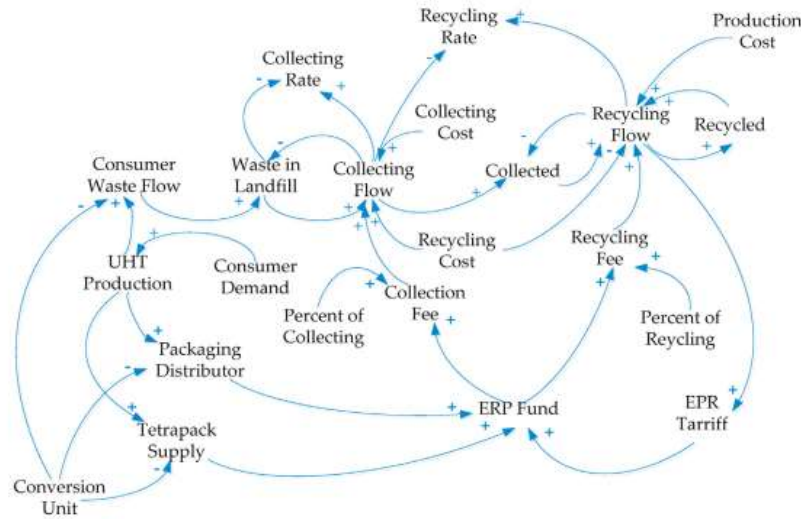 Recycling
Rate
Production
Cost
Collecting
Rate
Collecting
Cost
Recycling
Flow
Recycled
Consumer
Waste Flow
Waste in
Landfill
Collecting
Flow
Collected
UHT
Production
Consumer
Demand
Recycling
Cost
Recycling
Fee
Percent of
Collecting
Collection
Fee
Percent of
Reycling
Packaging
Distributor
ERP Fund
EPR
Tarriff
Tetrapack
Supply
Conversion
Unit